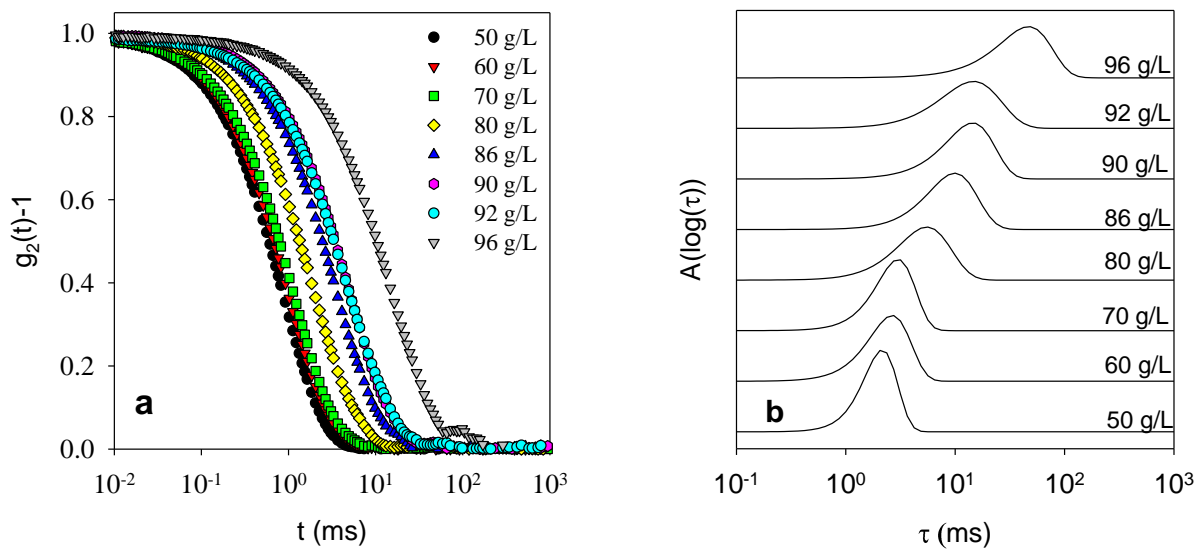 g₂(t)-1
1.0
0.8
0.6
0.4
0.2
0.0
50 g/L
60 g/L
70 g/L
80 g/L
86 g/L
90 g/L
92 g/L
96 g/L
a
10⁻² 10⁻¹ 10⁰ 10¹ 10² 10³
t (ms)
A(log(τ))
96 g/L
92 g/L
90 g/L
86 g/L
80 g/L
70 g/L
60 g/L
50 g/L
b
10⁻¹ 10⁰ 10¹ 10² 10³
τ (ms)